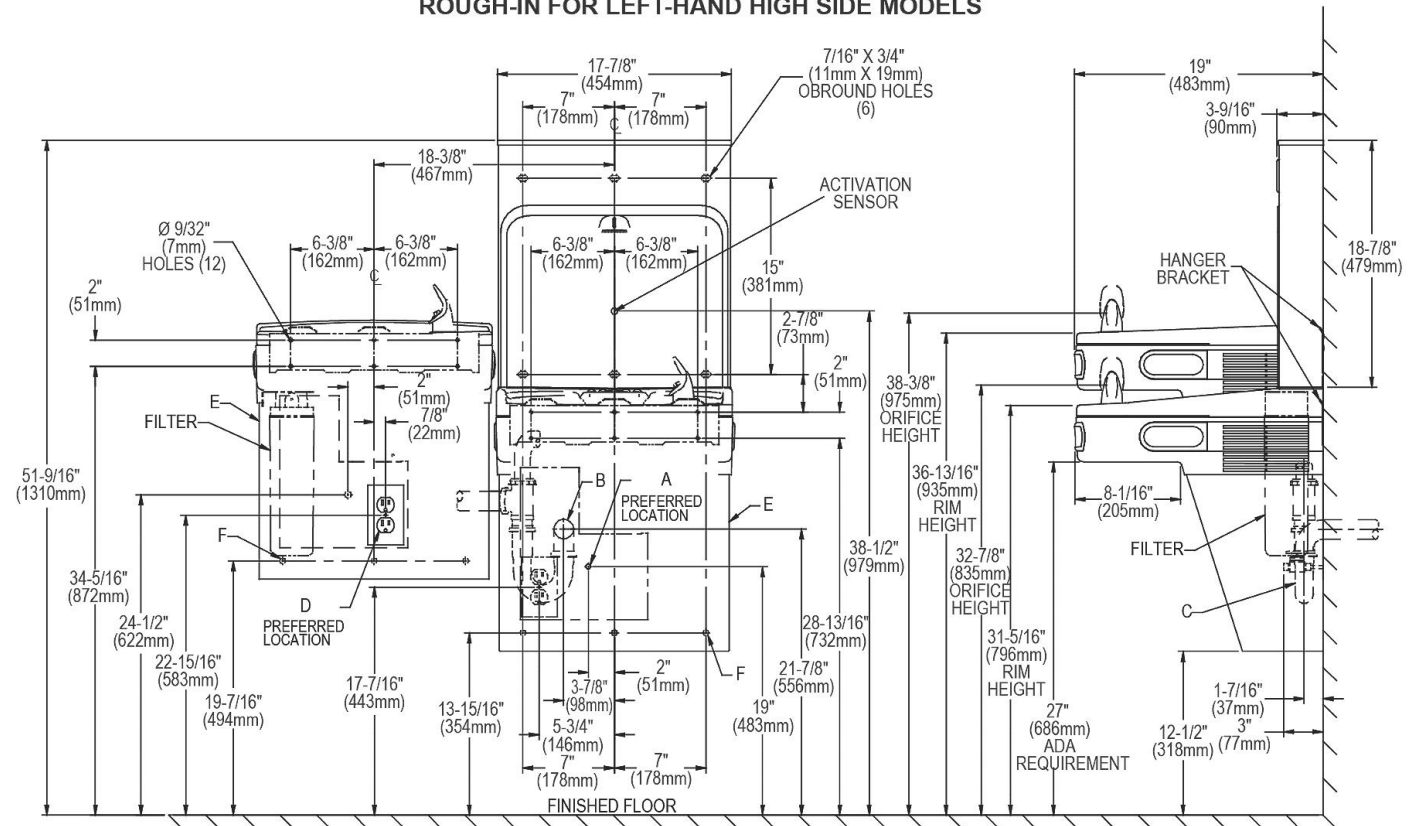 ROUGH-IN FOR LEFT-HAND HIGH SIDE MODELS
17-7/8"
(454mm)
7"
(178mm)
7"
(178mm)
℄
7/16" X 3/4"
(11mm X 19mm)
OBROUND HOLES
(6)
19"
(483mm)
3-9/16"
(90mm)
18-3/8"
(467mm)
ACTIVATION
SENSOR
Ø 9/32"
(7mm)
HOLES (12)
6-3/8"
(162mm)
6-3/8"
(162mm)
℄
6-3/8"
(162mm)
6-3/8"
(162mm)
15"
(381mm)
HANGER
BRACKET
18-7/8"
(479mm)
2"
(51mm)
2-7/8"
(73mm)
2"
(51mm)
2"
(51mm)
7/8"
(22mm)
E
FILTER
38-3/8"
(975mm)
ORIFICE
HEIGHT
51-9/16"
(1310mm)
B
A
PREFERRED
LOCATION
E
36-13/16"
(935mm)
RIM
HEIGHT
8-1/16"
(205mm)
FILTER
F
38-1/2"
(979mm)
32-7/8"
(835mm)
ORIFICE
HEIGHT
34-5/16"
(872mm)
D
PREFERRED
LOCATION
C
24-1/2"
(622mm)
28-13/16"
(732mm)
31-5/16"
(796mm)
RIM
HEIGHT
22-15/16"
(583mm)
21-7/8"
(556mm)
F
2"
(51mm)
19-7/16"
(494mm)
17-7/16"
(443mm)
13-15/16"
(354mm)
3-7/8"
(98mm)
19"
(483mm)
1-7/16"
(37mm)
5-3/4"
(146mm)
27"
(686mm)
ADA
REQUIREMENT
12-1/2"
(318mm)
3"
(77mm)
7"
(178mm)
7"
(178mm)
FINISHED FLOOR